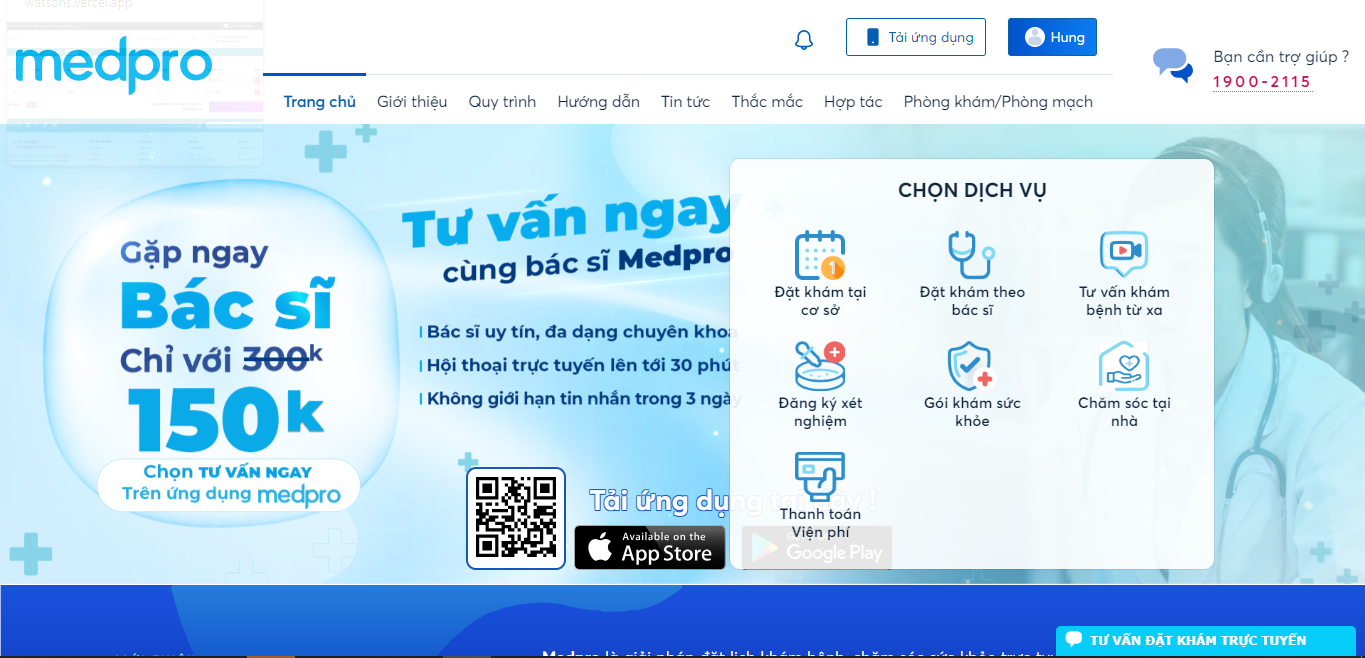 watsons.vercel.app
medpro
Tải ứng dụng
Hung
Bạn cần trợ giúp ?
1900-2115
Trang chủ
Giới thiệu
Quy trình
Hướng dẫn
Tin tức
Thắc mắc
Hợp tác
Phòng khám/Phòng mạch
Gặp ngay
Bác sĩ
Chỉ với 300k
150k
Chọn TƯ VẤN NGAY
Trên ứng dụng medpro
Tư vấn ngay
cùng bác sĩ Medpro
Bác sĩ uy tín, đa dạng chuyên khoa
Hội thoại trực tuyến lên tới 30 phút
Không giới hạn tin nhắn trong 3 ngày
Tải ứng dụng tại đây !
Available on the
App Store
Google Play
CHỌN DỊCH VỤ
1
Đặt khám tại
cơ sở
Đặt khám theo
bác sĩ
Tư vấn khám
bệnh từ xa
Đăng ký xét
nghiệm
Gói khám sức
khỏe
Chăm sóc tại
nhà
Thanh toán
Viện phí
Medpro là giải pháp đặt lịch khám bệnh, chăm sóc sức khỏe trực tu
TƯ VẤN ĐẶT KHÁM TRỰC TUYẾN